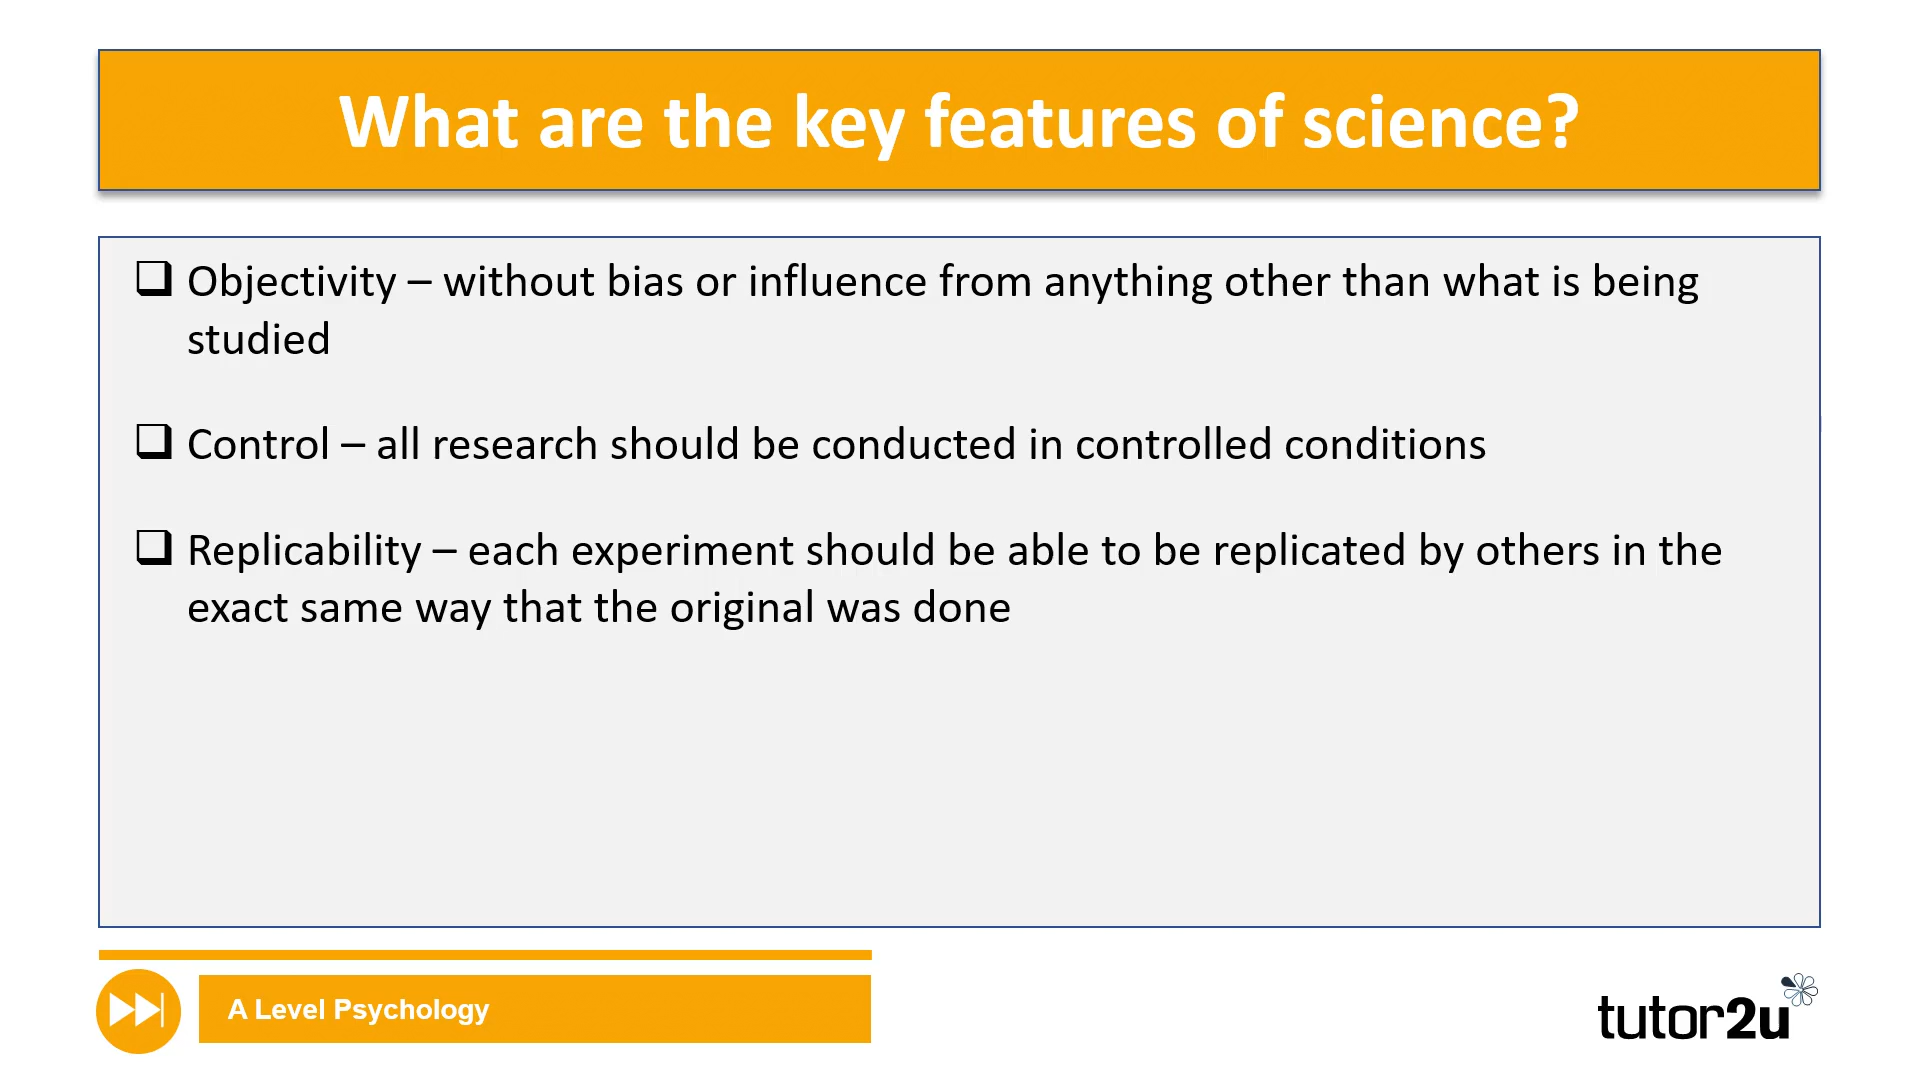 What are the key features of science?
❑ Objectivity – without bias or influence from anything other than what is being
studied
❑ Control – all research should be conducted in controlled conditions
❑ Replicability – each experiment should be able to be replicated by others in the
exact same way that the original was done
A Level Psychology
tutor2u